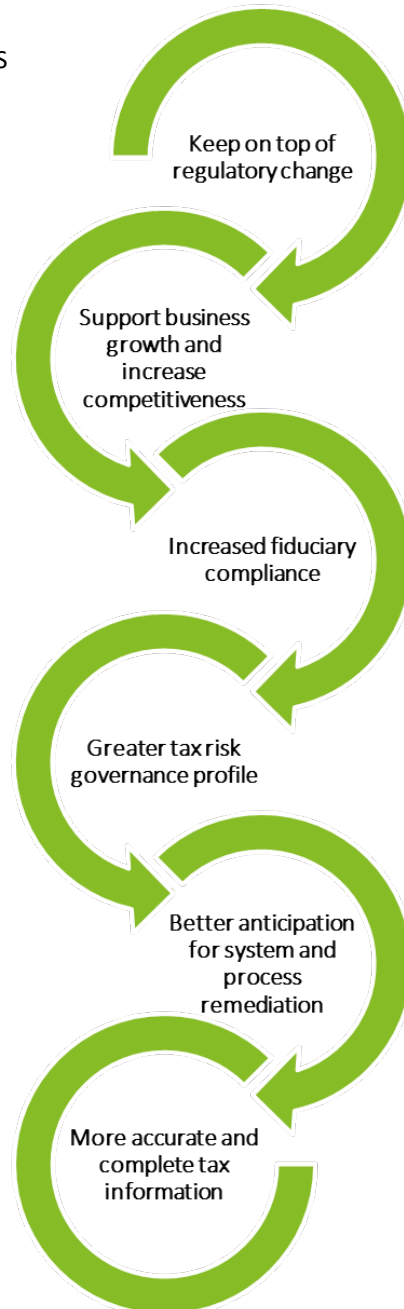 s
Keep on top of
regulatory change
Support business
growth and
increase
competitiveness
Increased fiduciary
compliance
Greater tax risk
governance profile
Better anticipation
for system and
process
remediation
More accurate and
complete tax
information